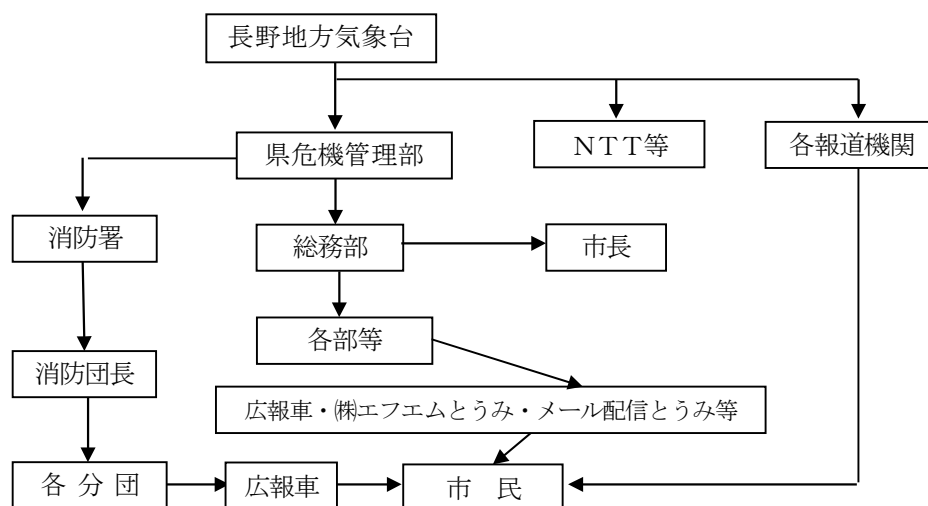 長野地方気象台
県危機管理部
ＮＴＴ等
各報道機関
消防署
総務部
市長
各部等
消防団長
広報車・㈱エフエムとうみ・メール配信とうみ等
各 分 団
広報車
市　民